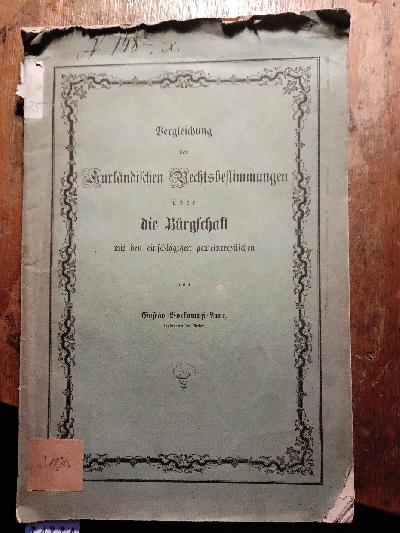 Vergleichung
der
Kurländischen Rechtsbestimmungen
über
die Bürgschaft
mit den einschlägigen gemeinrechtlichen
von
Gustav